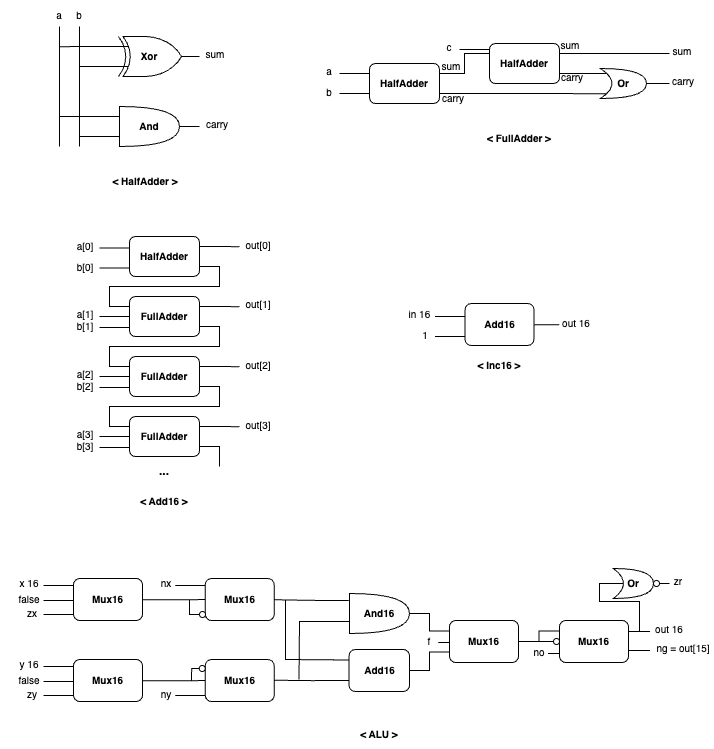 a b
Xor
sum
And
carry
< HalfAdder >
c
a
b
HalfAdder
sum
carry
HalfAdder
sum
carry
Or
sum
carry
< FullAdder >
a[0]
b[0]
HalfAdder
out[0]
a[1]
b[1]
FullAdder
out[1]
a[2]
b[2]
FullAdder
out[2]
a[3]
b[3]
FullAdder
out[3]
...
< Add16 >
in 16
1
Add16
out 16
< Inc16 >
x 16
false
zx
Mux16
nx
Mux16
y 16
false
zy
Mux16
ny
Mux16
And16
Add16
f
Mux16
no
Mux16
Or
zr
out 16
ng = out[15]
< ALU >